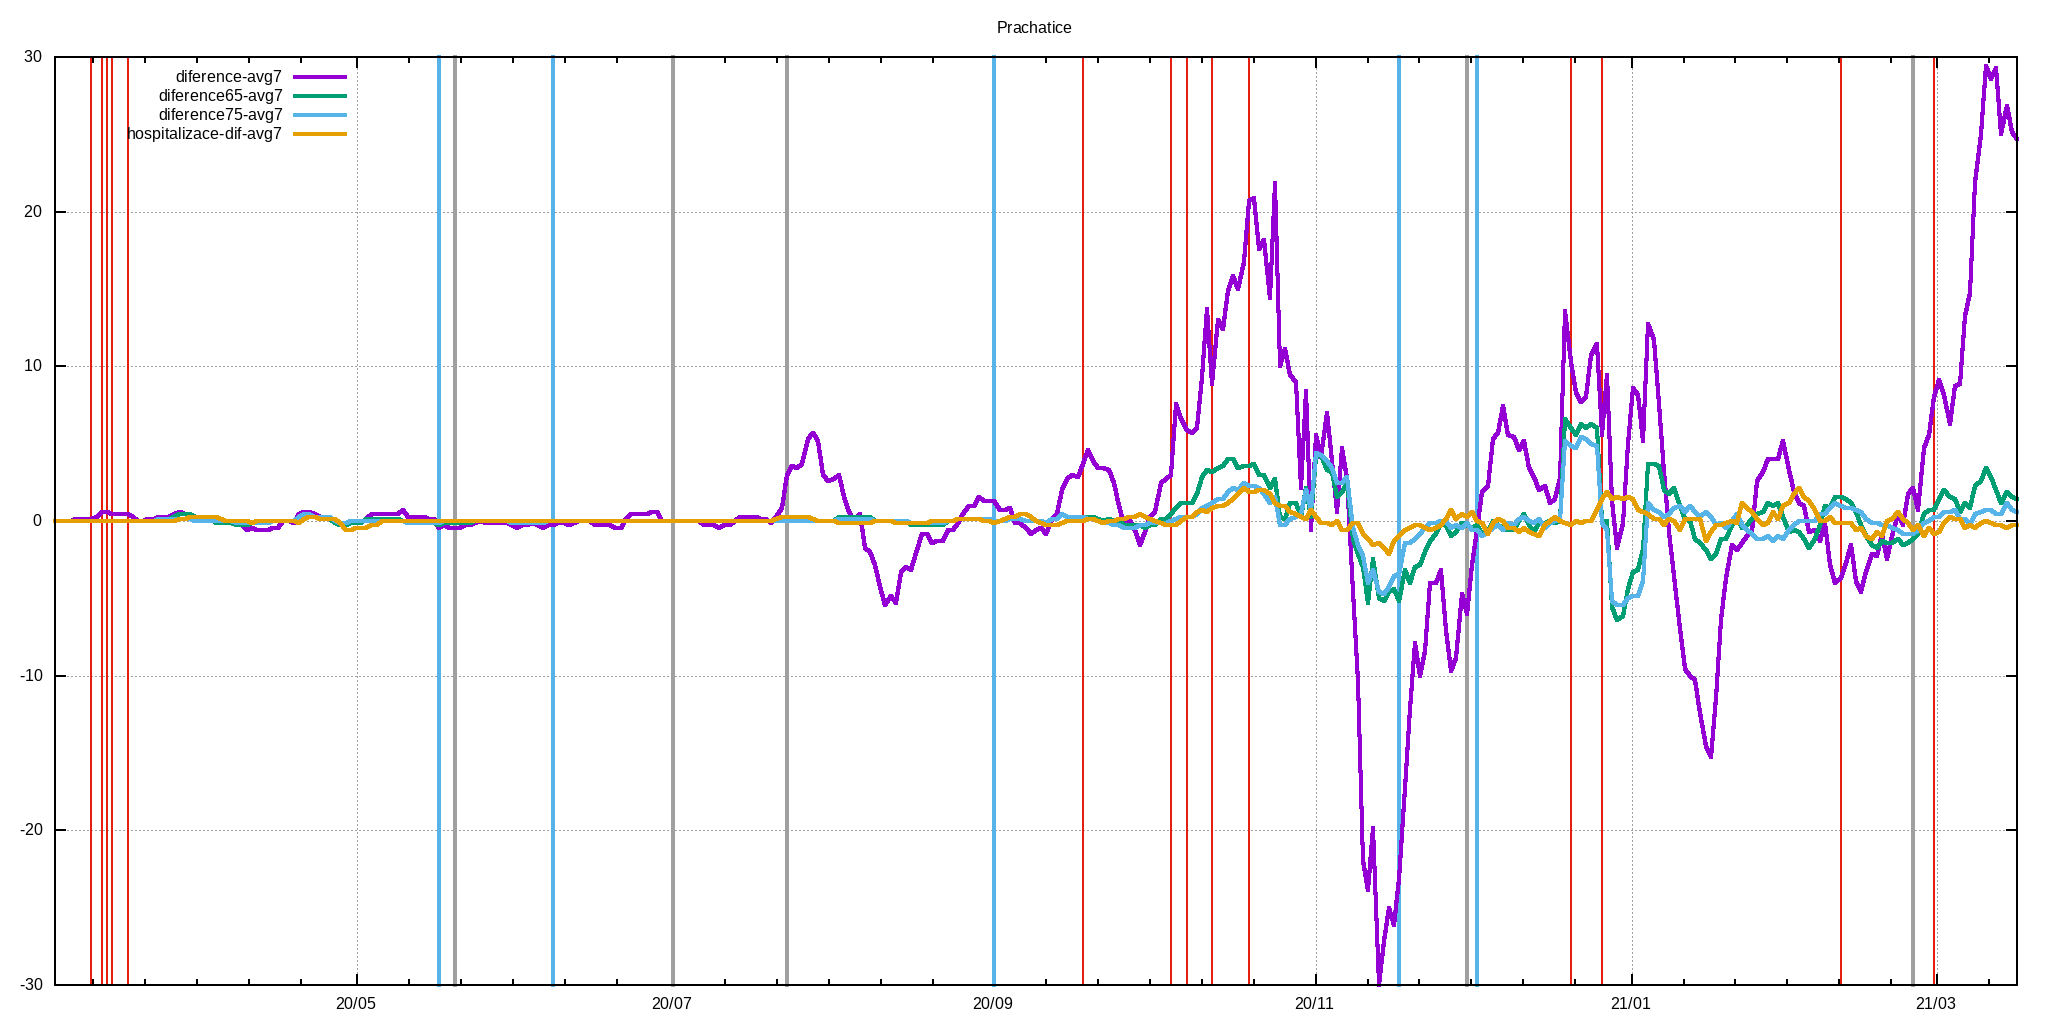 Prachatice
30
diference-avg7
diference65-avg7
diference75-avg7
hospitalizace-dif-avg7
20
10
0
-10
-20
-30
20/05 20/07 20/09 20/11 21/01 21/03